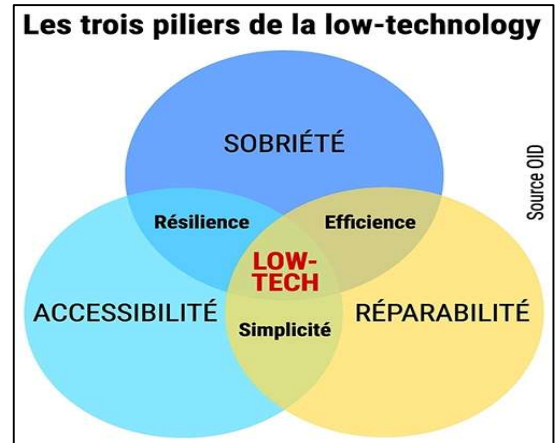 Les trois piliers de la low-technology
SOBRIÉTÉ
Source OID
Résilience
Efficience
LOW-
TECH
ACCESSIBILITÉ
RÉPARABILITÉ
Simplicité